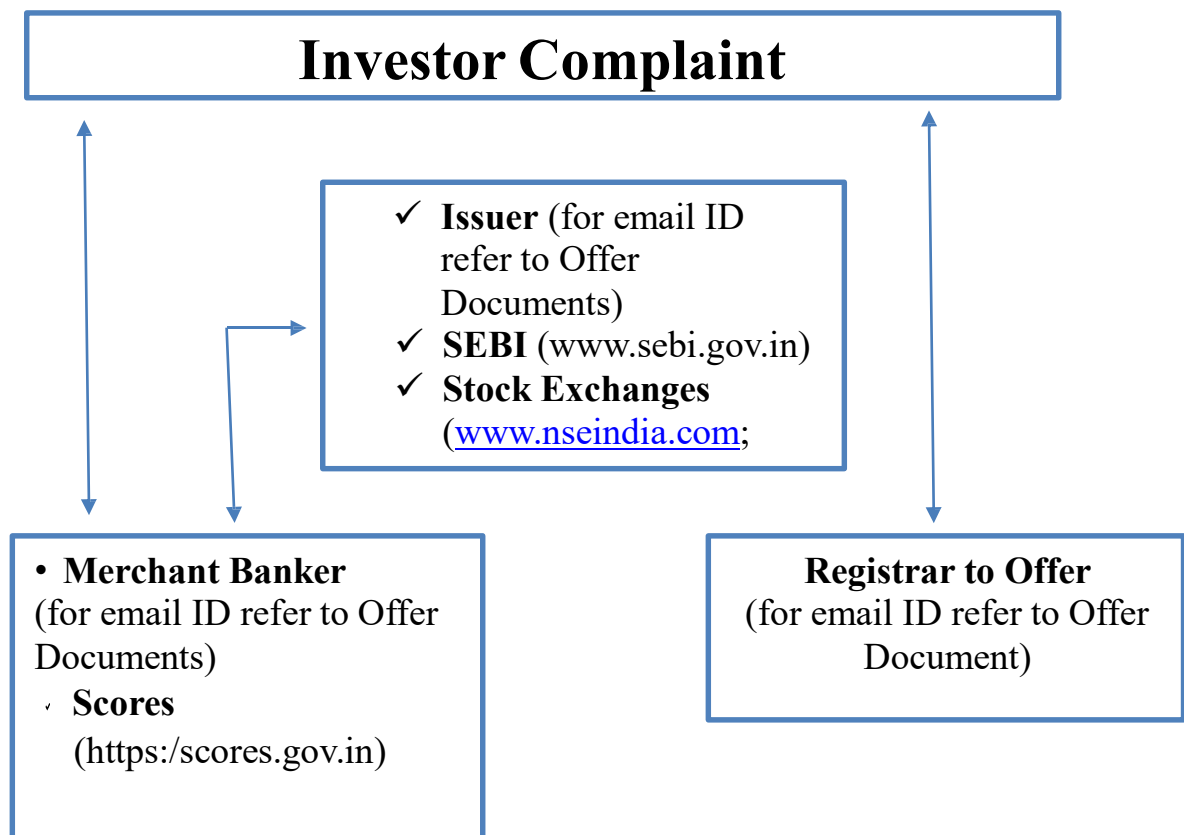 Investor Complaint
✓ Issuer (for email ID
refer to Offer
Documents)
✓ SEBI (www.sebi.gov.in)
✓ Stock Exchanges
(www.nseindia.com;
• Merchant Banker
(for email ID refer to Offer
Documents)
✓ Scores
(https:/scores.gov.in)
Registrar to Offer
(for email ID refer to Offer
Document)